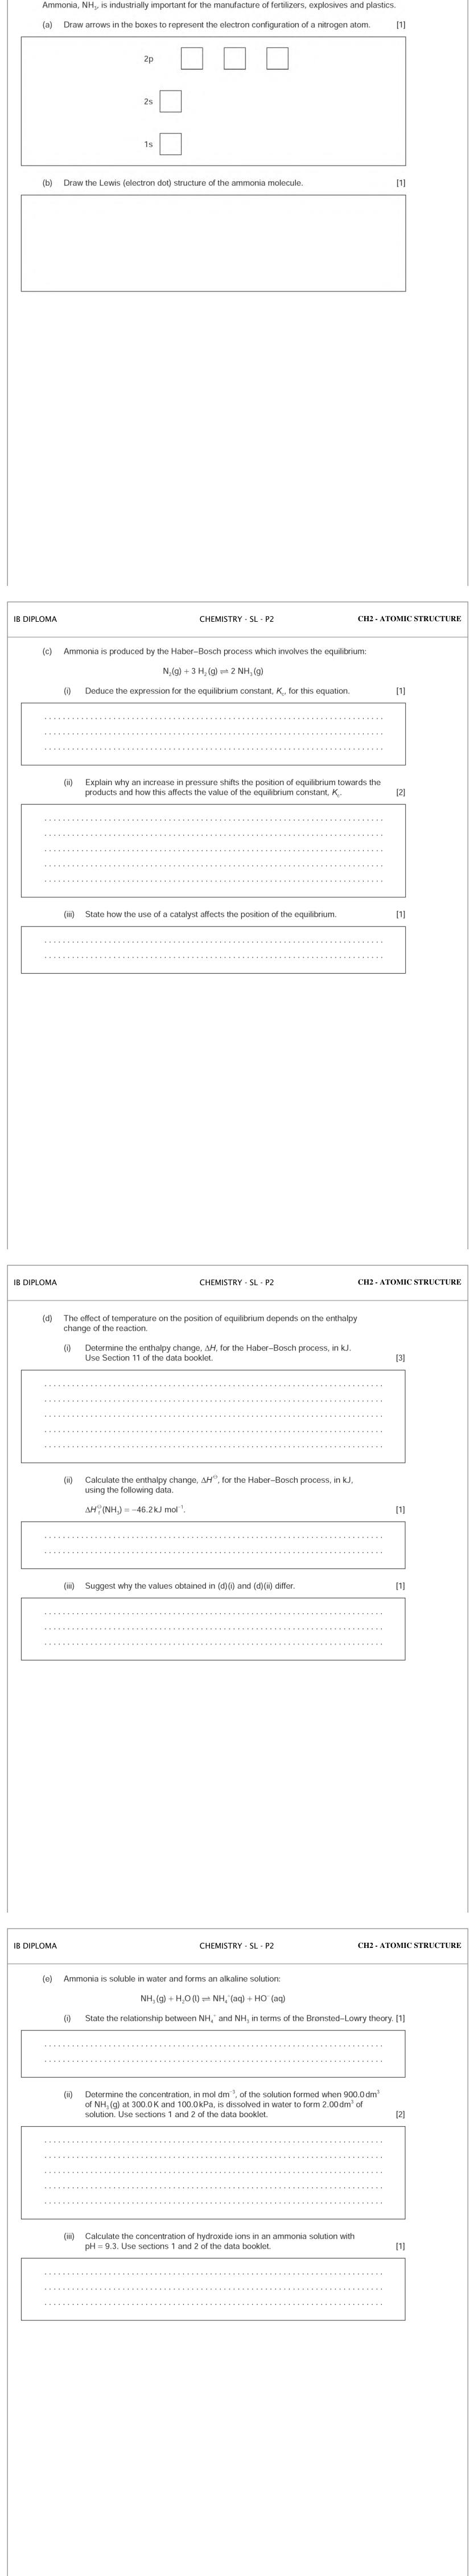 Ammonia, NH₃, is industrially important for the manufacture of fertilizers, explosives and plastics.
(a) Draw arrows in the boxes to represent the electron configuration of a nitrogen atom. [1]
2p
2s
1s
(b) Draw the Lewis (electron dot) structure of the ammonia molecule. [1]
IB DIPLOMA CHEMISTRY - SL - P2 CH2 - ATOMIC STRUCTURE
(c) Ammonia is produced by the Haber–Bosch process which involves the equilibrium:
N₂(g) + 3 H₂(g) ⇌ 2 NH₃(g)
(i) Deduce the expression for the equilibrium constant, Kc, for this equation. [1]
(ii) Explain why an increase in pressure shifts the position of equilibrium towards the
products and how this affects the value of the equilibrium constant, Kc. [2]
(iii) State how the use of a catalyst affects the position of the equilibrium. [1]
IB DIPLOMA CHEMISTRY - SL - P2 CH2 - ATOMIC STRUCTURE
(d) The effect of temperature on the position of equilibrium depends on the enthalpy
change of the reaction.
(i) Determine the enthalpy change, ΔH, for the Haber–Bosch process, in kJ.
Use Section 11 of the data booklet. [3]
(ii) Calculate the enthalpy change, ΔH⊖, for the Haber–Bosch process, in kJ,
using the following data.
ΔHf⊖(NH₃) = −46.2 kJ mol⁻¹. [1]
(iii) Suggest why the values obtained in (d)(i) and (d)(ii) differ. [1]
IB DIPLOMA CHEMISTRY - SL - P2 CH2 - ATOMIC STRUCTURE
(e) Ammonia is soluble in water and forms an alkaline solution:
NH₃(g) + H₂O (l) ⇌ NH₄⁺(aq) + HO⁻ (aq)
(i) State the relationship between NH₄⁺ and NH₃ in terms of the Brønsted–Lowry theory. [1]
(ii) Determine the concentration, in mol dm⁻³, of the solution formed when 900.0 dm³
of NH₃(g) at 300.0 K and 100.0 kPa, is dissolved in water to form 2.00 dm³ of
solution. Use sections 1 and 2 of the data booklet. [2]
(iii) Calculate the concentration of hydroxide ions in an ammonia solution with
pH = 9.3. Use sections 1 and 2 of the data booklet. [1]